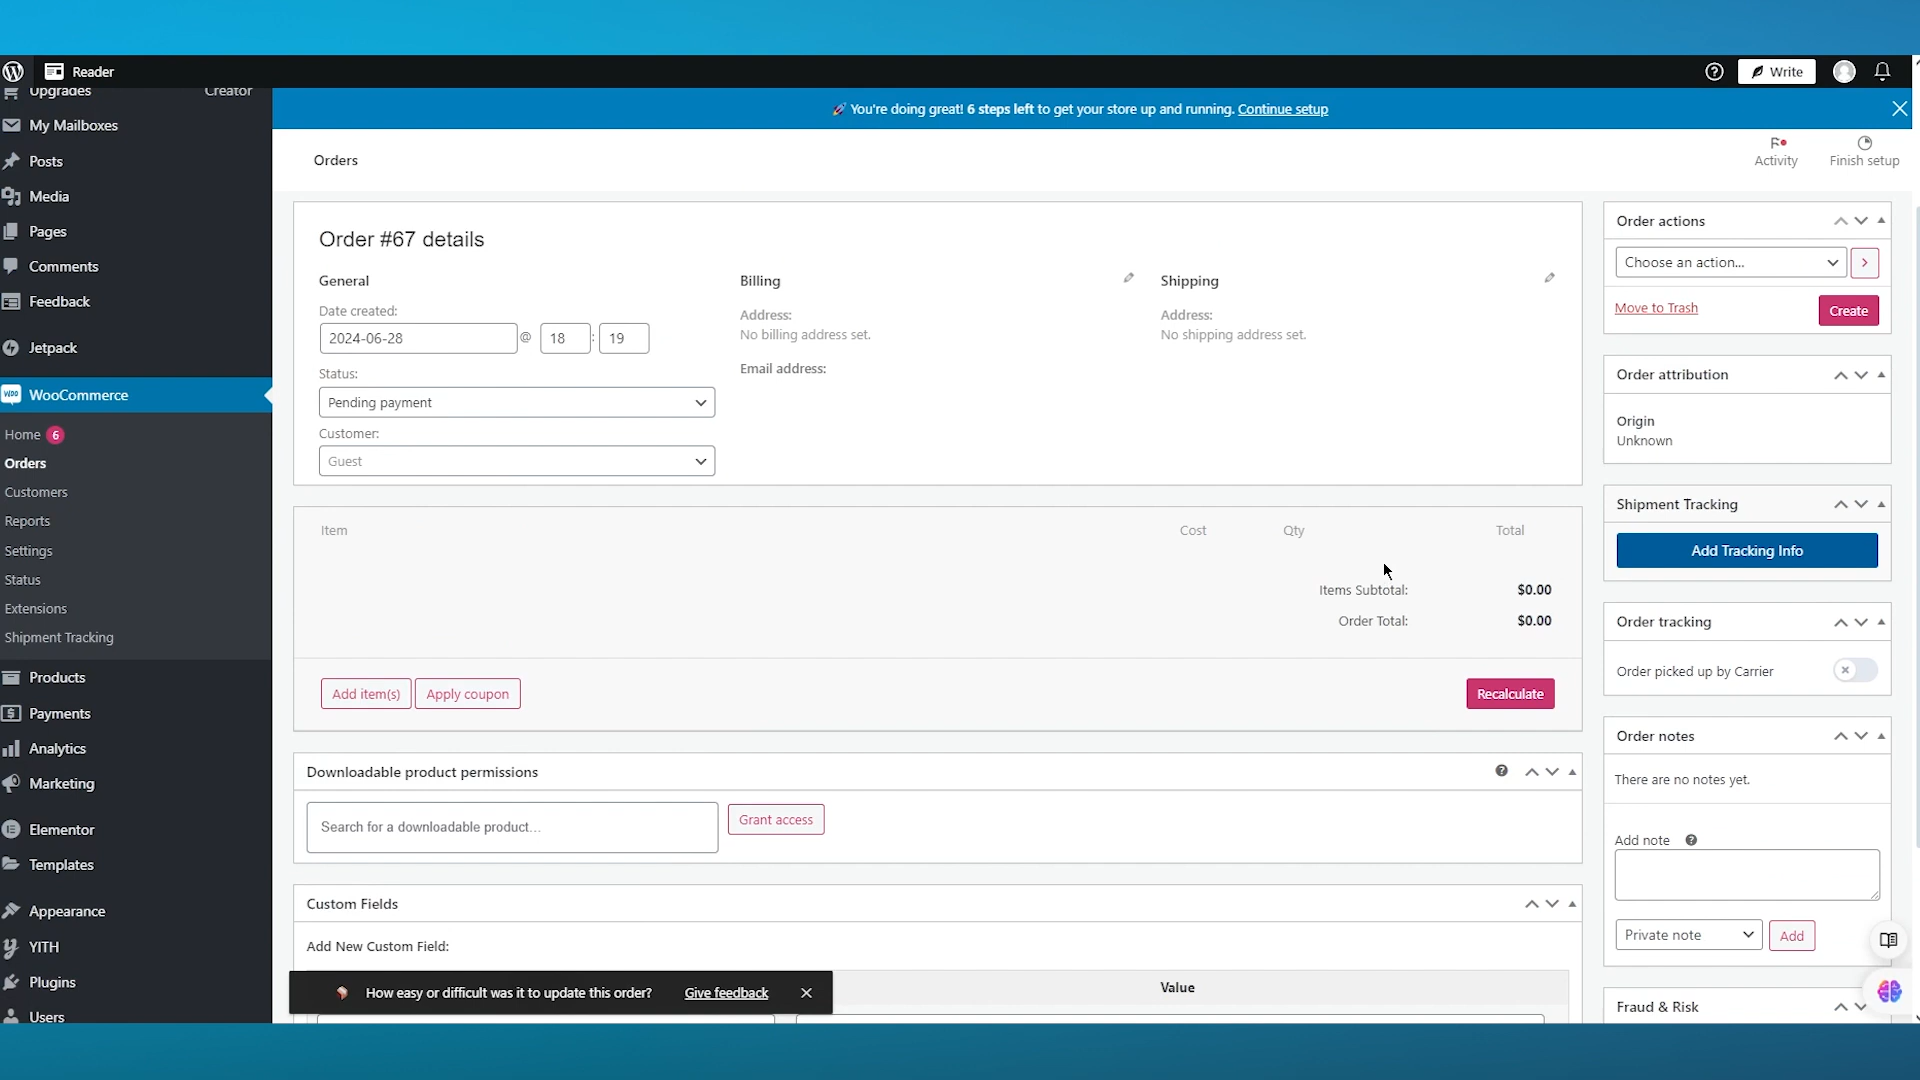 Reader
Write
Upgrades
Creator
My Mailboxes
Posts
Media
Pages
Comments
Feedback
Jetpack
WooCommerce
Home 6
Orders
Customers
Reports
Settings
Status
Extensions
Shipment Tracking
Products
Payments
Analytics
Marketing
Elementor
Templates
Appearance
YITH
Plugins
Users
You're doing great! 6 steps left to get your store up and running. Continue setup
Orders
Activity
Finish setup
Order #67 details
General
Date created:
2024-06-28 @ 18 : 19
Status:
Pending payment
Customer:
Guest
Billing
Address:
No billing address set.
Email address:
Shipping
Address:
No shipping address set.
Item Cost Qty Total
Items Subtotal: $0.00
Order Total: $0.00
Add item(s)
Apply coupon
Recalculate
Downloadable product permissions
Search for a downloadable product...
Grant access
Custom Fields
Add New Custom Field:
Value
How easy or difficult was it to update this order? Give feedback
Order actions
Choose an action...
Move to Trash
Create
Order attribution
Origin
Unknown
Shipment Tracking
Add Tracking Info
Order tracking
Order picked up by Carrier
Order notes
There are no notes yet.
Add note
Private note
Add
Fraud & Risk